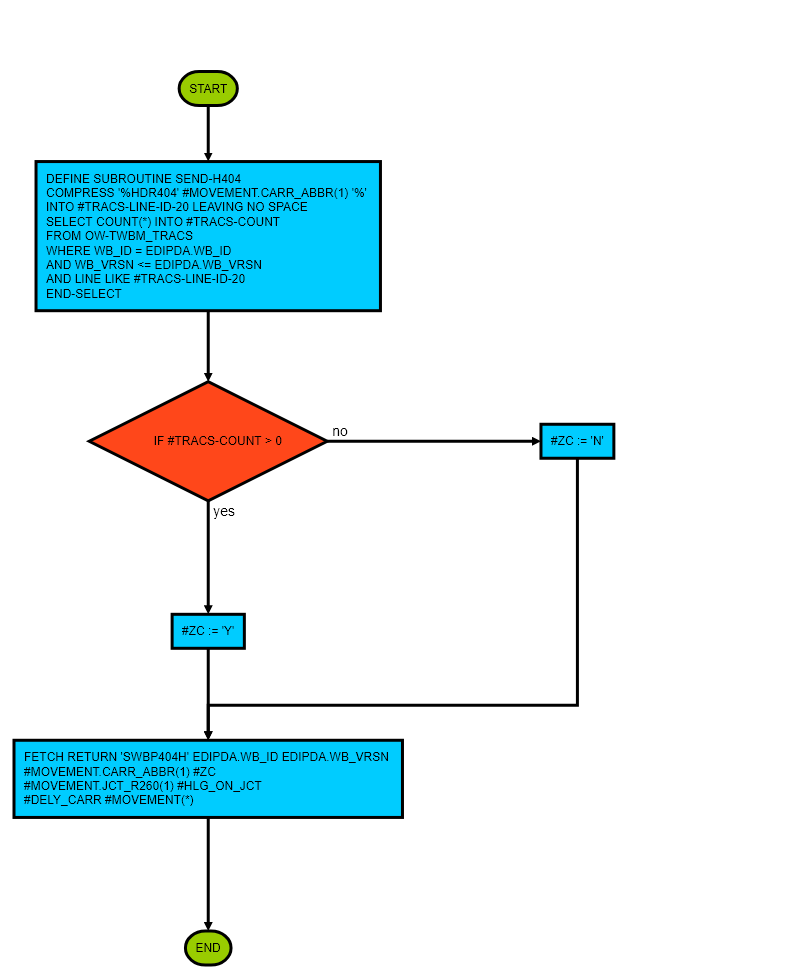 START
DEFINE SUBROUTINE SEND-H404
COMPRESS '%HDR404' #MOVEMENT.CARR_ABBR(1) '%'
INTO #TRACS-LINE-ID-20 LEAVING NO SPACE
SELECT COUNT(*) INTO #TRACS-COUNT
FROM OW-TWBM_TRACS
WHERE WB_ID = EDIPDA.WB_ID
AND WB_VRSN <= EDIPDA.WB_VRSN
AND LINE LIKE #TRACS-LINE-ID-20
END-SELECT
IF #TRACS-COUNT > 0
no
#ZC := 'N'
yes
#ZC := 'Y'
FETCH RETURN 'SWBP404H' EDIPDA.WB_ID EDIPDA.WB_VRSN
#MOVEMENT.CARR_ABBR(1) #ZC
#MOVEMENT.JCT_R260(1) #HLG_ON_JCT
#DELY_CARR #MOVEMENT(*)
END